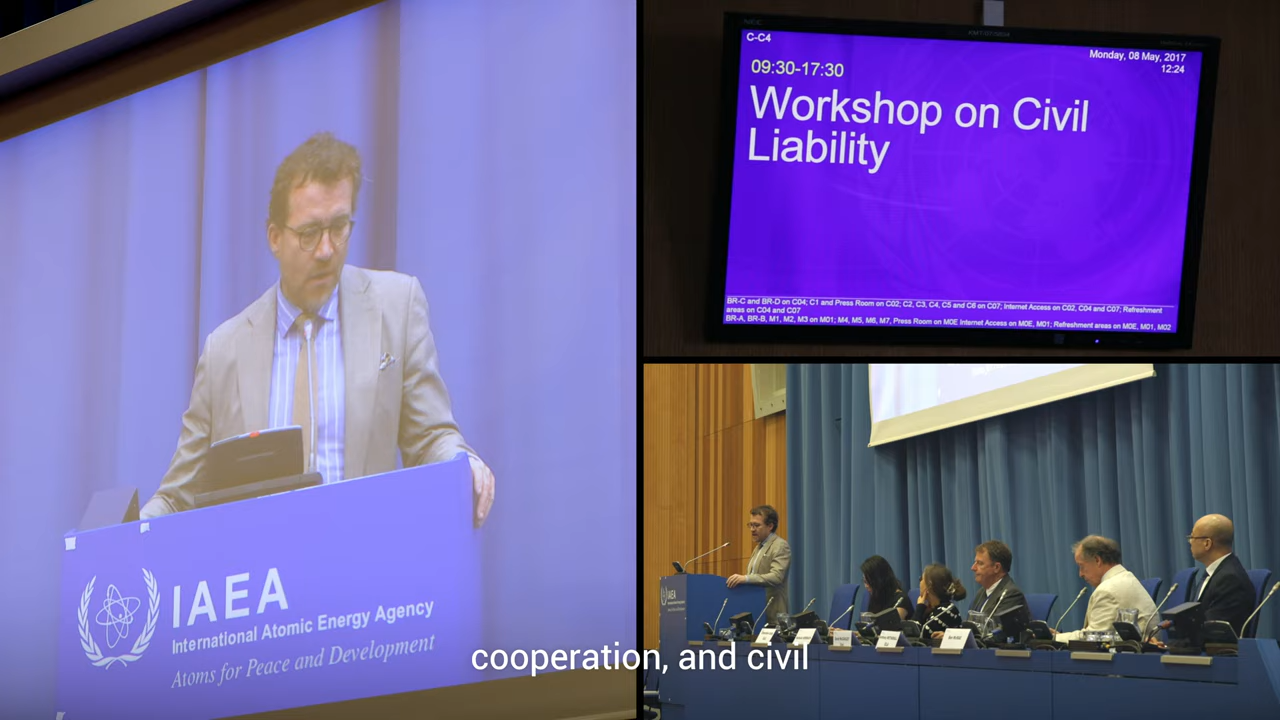 IAEA
International Atomic Energy Agency
Atoms for Peace and Development
C-C4
Monday, 08 May, 2017
12:24
09:30-17:30
Workshop on Civil
Liability
BR-C and BR-D on C04; C1 and Press Room on C02; C2, C3, C4, C5 and C6 on C07; Internet Access on C02, C04 and C07; Refreshment
areas on C04 and C07
BR-A, BR-B, M1, M2, M3 on M01; M4, M5, M6, M7, Press Room on M0E Internet Access on M0E, M01; Refreshment areas on M0E, M01, M02
IAEA
cooperation, and civil